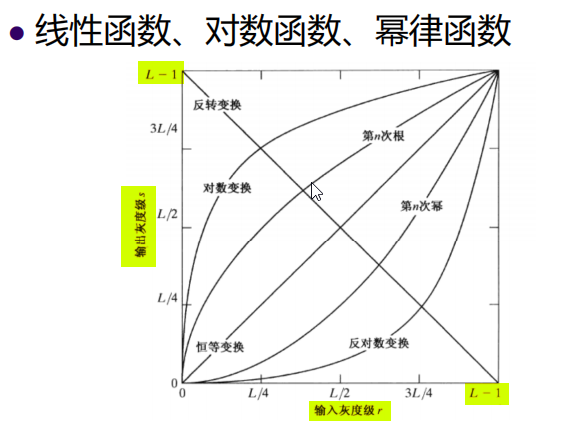 ● 线性函数、对数函数、幂律函数
L－1
反转变换
3L/4
第n次根
对数变换
第n次幂
输出灰度级 s
L/2
L/4
恒等变换
反对数变换
0
0 L/4 L/2 3L/4 L－1
输入灰度级 r